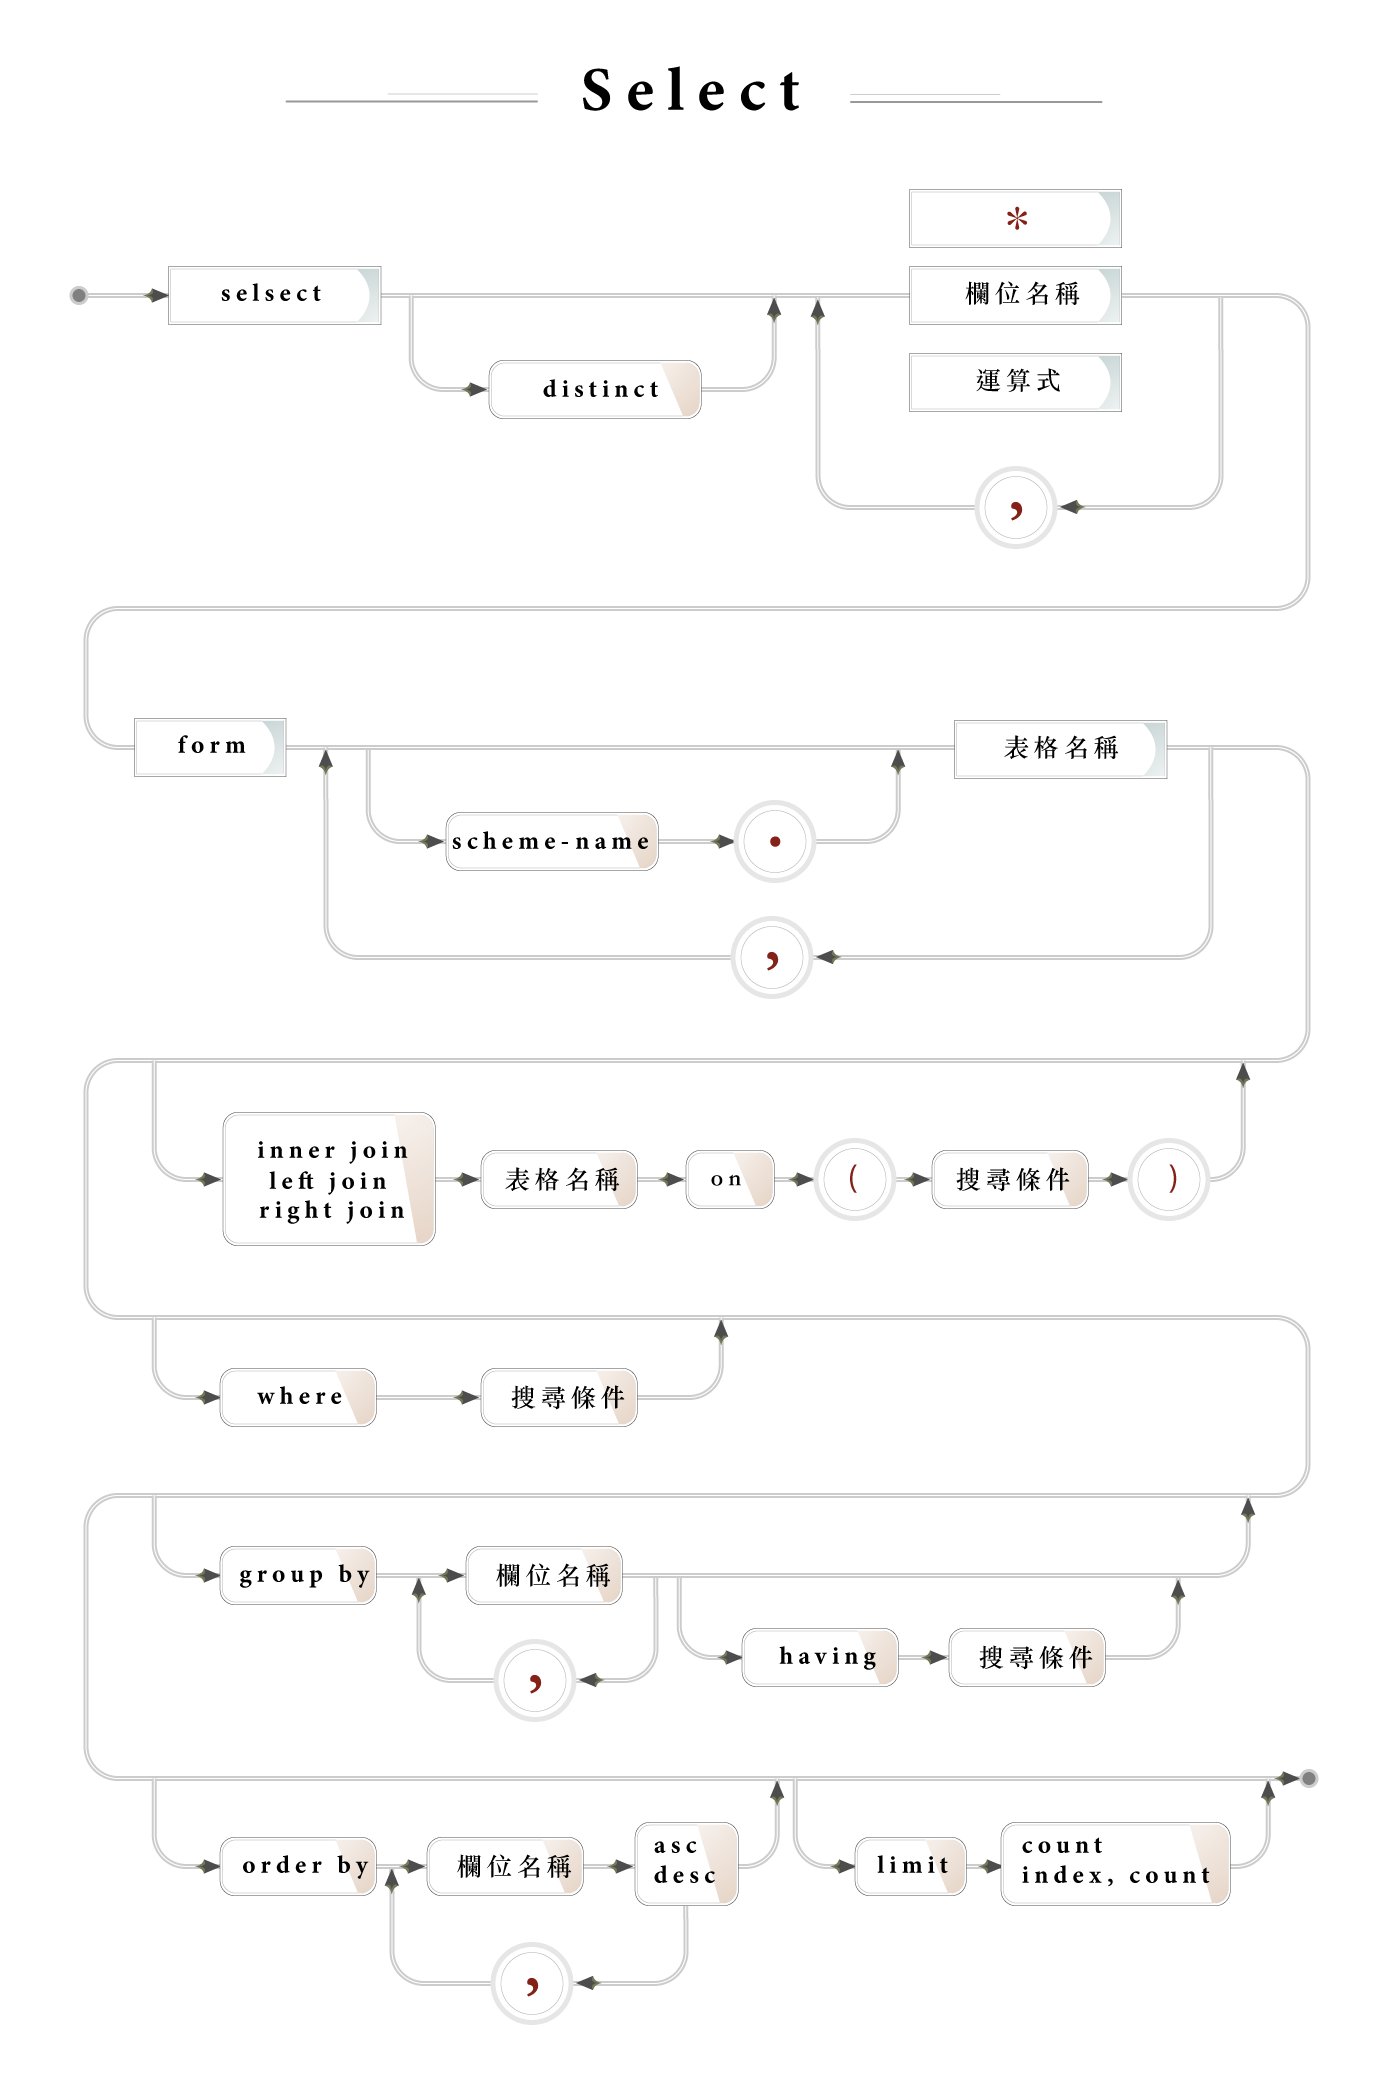 Select
*
selsect
欄位名稱
distinct
運算式
,
form
表格名稱
scheme-name
.
,
inner join
left join
right join
表格名稱
on
(
搜尋條件
)
where
搜尋條件
group by
欄位名稱
,
having
搜尋條件
order by
欄位名稱
asc
desc
limit
count
index, count
,